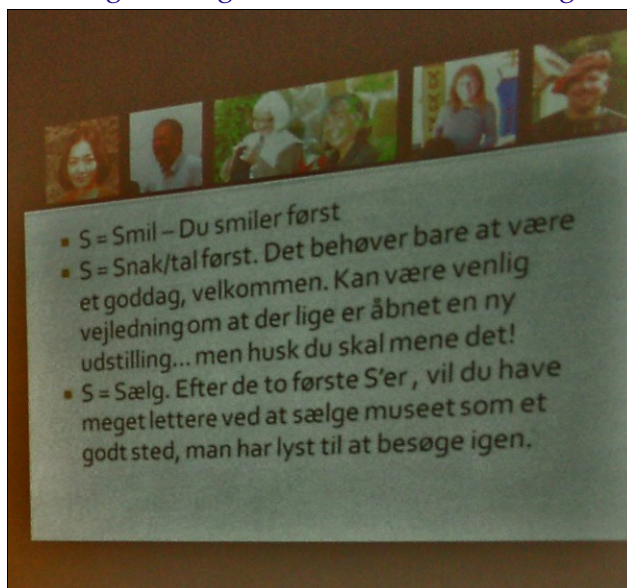 S = Smil – Du smiler først
S = Snak/tal først. Det behøver bare at være
et goddag, velkommen. Kan være venlig
vejledning om at der lige er åbnet en ny
udstilling... men husk du skal mene det!
S = Sælg. Efter de to første S'er , vil du have
meget lettere ved at sælge museet som et
godt sted, man har lyst til at besøge igen.